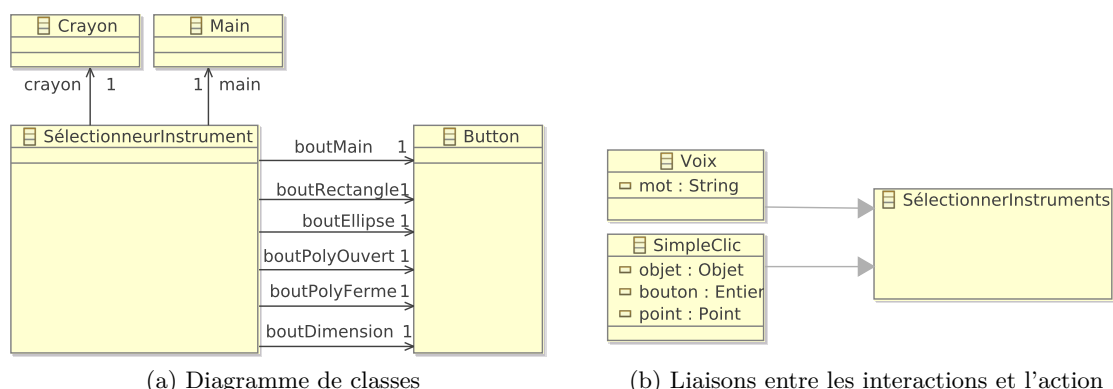 Crayon
Main
crayon 1
1 main
SélectionneurInstrument
Button
boutMain 1
boutRectangle 1
boutEllipse 1
boutPolyOuvert 1
boutPolyFerme 1
boutDimension 1
(a) Diagramme de classes
Voix
mot : String
SimpleClic
objet : Objet
bouton : Entier
point : Point
SélectionnerInstruments
(b) Liaisons entre les interactions et l'action